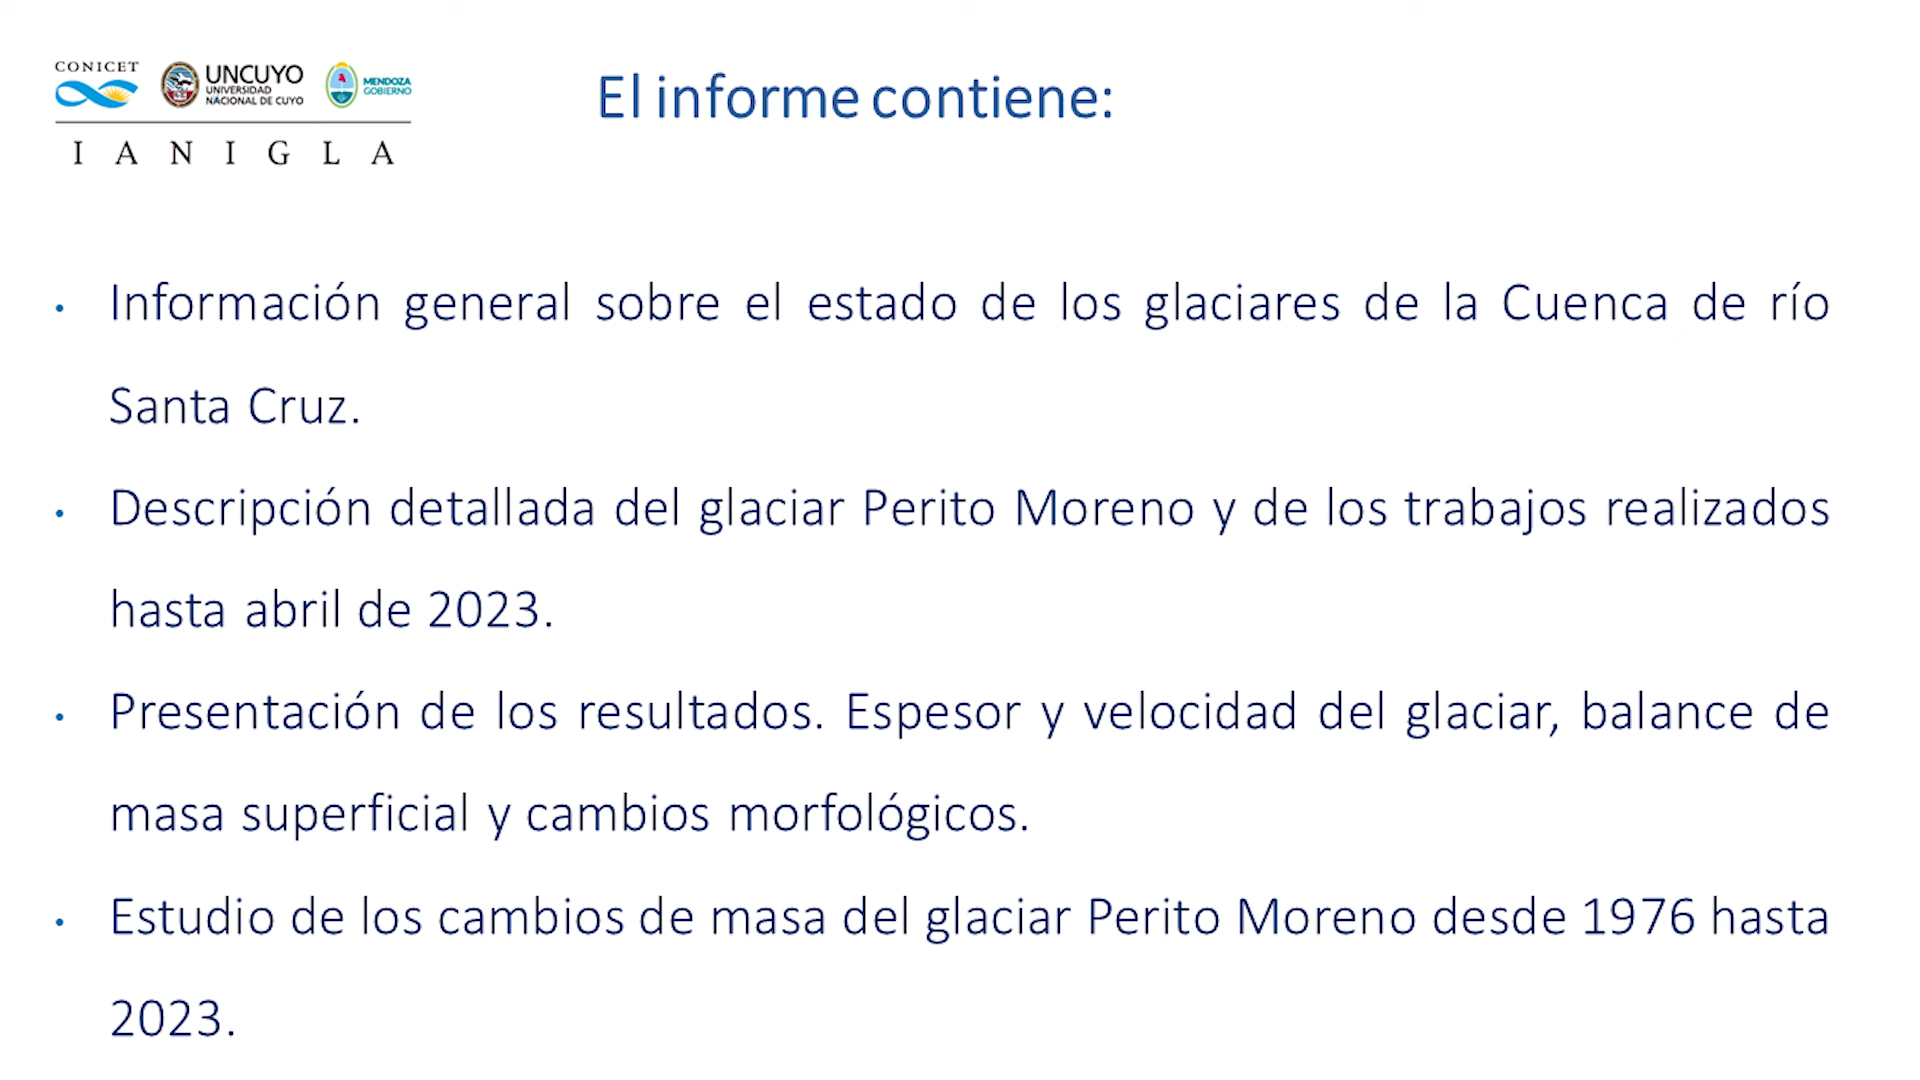 CONICET
UNCUYO
UNIVERSIDAD
NACIONAL DE CUYO
MENDOZA
GOBIERNO
IANIGLA
El informe contiene:
• Información general sobre el estado de los glaciares de la Cuenca de río
Santa Cruz.
• Descripción detallada del glaciar Perito Moreno y de los trabajos realizados
hasta abril de 2023.
• Presentación de los resultados. Espesor y velocidad del glaciar, balance de
masa superficial y cambios morfológicos.
• Estudio de los cambios de masa del glaciar Perito Moreno desde 1976 hasta
2023.